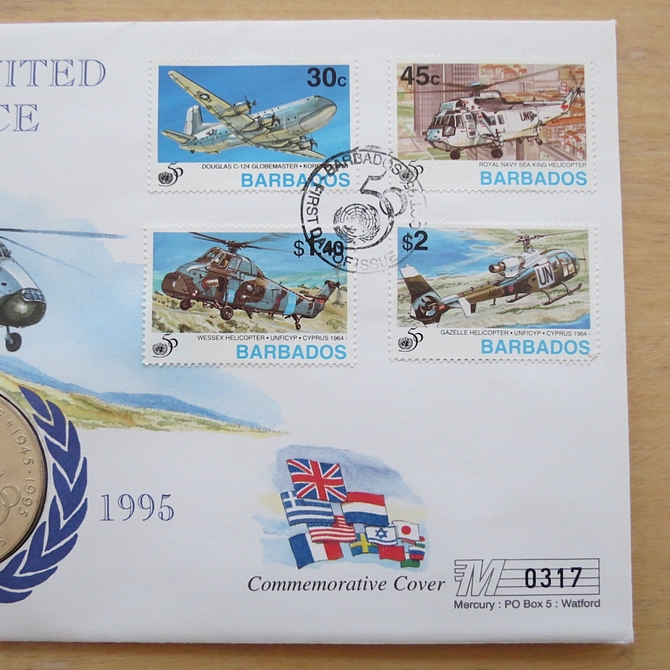 NITED
CE
30c
DOUGLAS C-124 GLOBEMASTER •
BARBADOS
45c
UN
ROYAL NAVY SEA KING HELICOPTER
BARBADOS
BARBADOS
50
FIRST
OF ISSUE
$1.40
WESSEX HELICOPTER • UNFICYP • CYPRUS 1964 -
BARBADOS
$2
UN
GAZELLE HELICOPTER • UNFICYP • CYPRUS 1964 -
BARBADOS
1945-1995
1995
Commemorative Cover
M 0317
Mercury : PO Box 5 : Watford